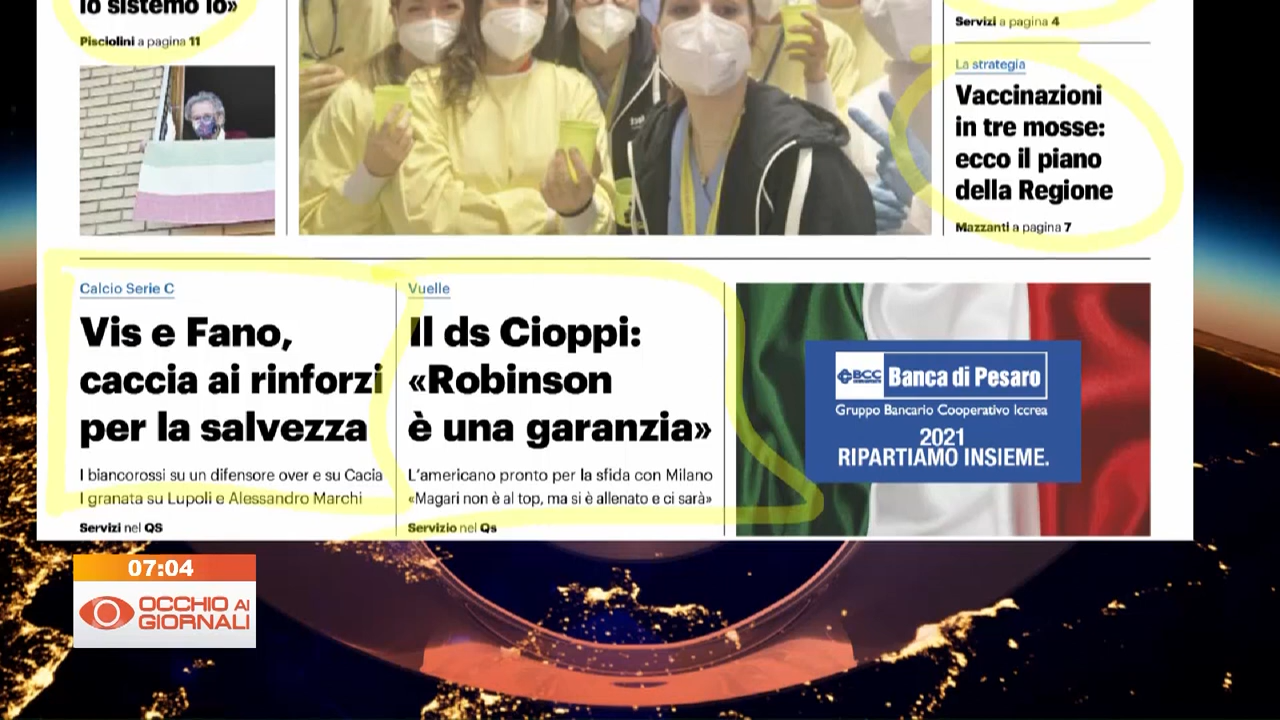 lo sistemo io»
Pisciolini a pagina 11
Servizi a pagina 4
La strategia
Vaccinazioni
in tre mosse:
ecco il piano
della Regione
Mazzanti a pagina 7
Calcio Serie C
Vis e Fano,
caccia ai rinforzi
per la salvezza
I biancorossi su un difensore over e su Cacia
I granata su Lupoli e Alessandro Marchi
Servizi nel QS
Vuelle
Il ds Cioppi:
«Robinson
è una garanzia»
L'americano pronto per la sfida con Milano
«Magari non è al top, ma si è allenato e ci sarà»
Servizio nel Qs
BCC
Banca di Pesaro
Gruppo Bancario Cooperativo Iccrea
2021
RIPARTIAMO INSIEME.
07:04
OCCHIO AI
GIORNALI